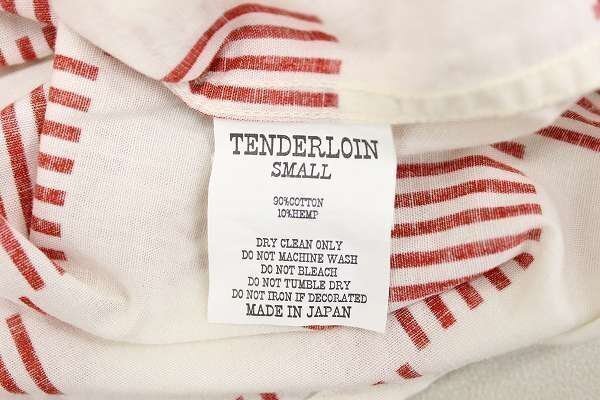 TENDERLOIN
SMALL
90%COTTON
10%HEMP
DRY CLEAN ONLY
DO NOT MACHINE WASH
DO NOT BLEACH
DO NOT TUMBLE DRY
DO NOT IRON IF DECORATED
MADE IN JAPAN